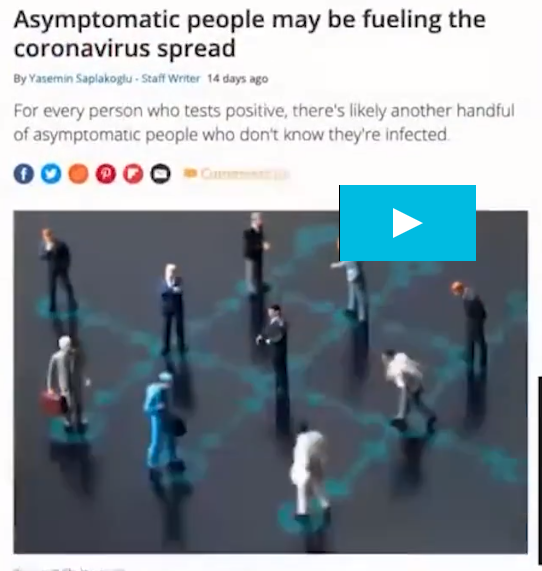 Asymptomatic people may be fueling the
coronavirus spread
By Yasemin Saplakoglu - Staff Writer 14 days ago
For every person who tests positive, there's likely another handful
of asymptomatic people who don't know they're infected.